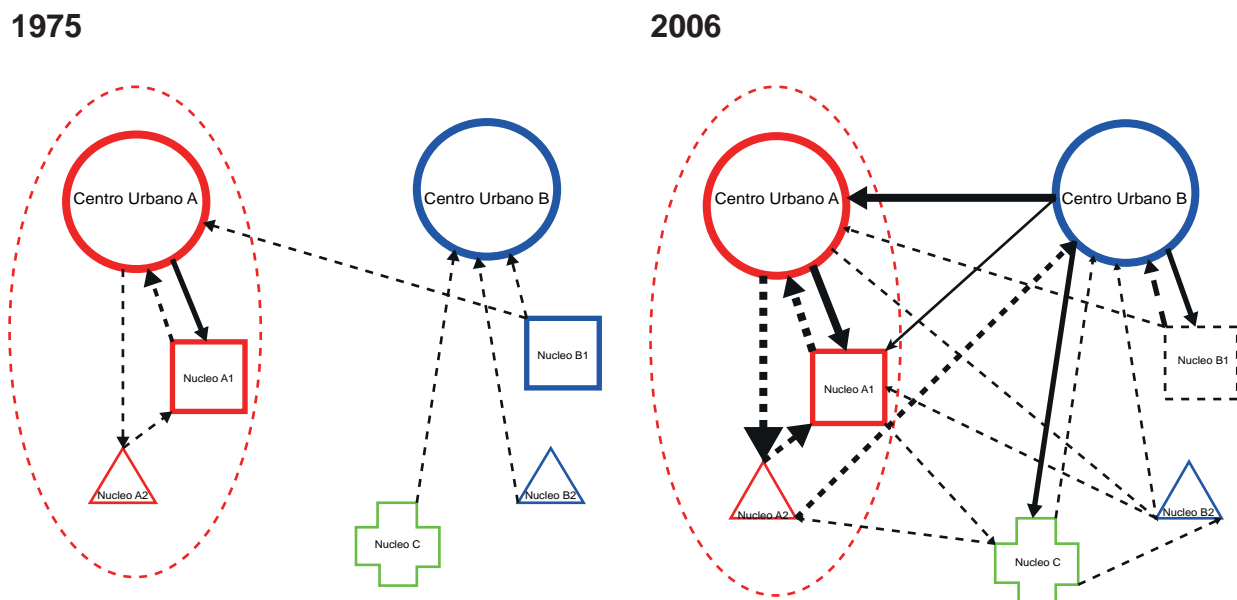 1975
2006
Centro Urbano A
Centro Urbano B
Nucleo A1
Nucleo B1
Nucleo A2
Nucleo B2
Nucleo C
Centro Urbano A
Centro Urbano B
Nucleo A1
Nucleo B1
Nucleo A2
Nucleo B2
Nucleo C